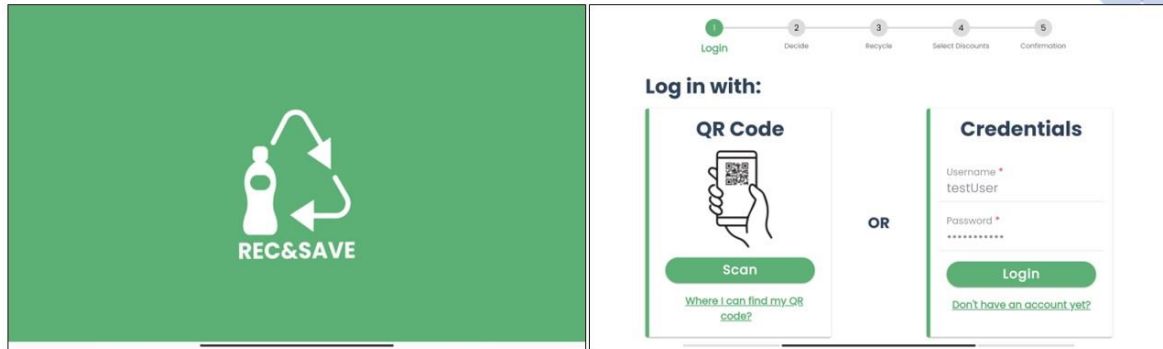 REC&SAVE
1 2 3 4 5
Login Decide Recycle Select Discounts Confirmation
Log in with:
QR Code
Scan
Where I can find my QR
code?
OR
Credentials
Username *
testUser
Password *
•••••••••••
Login
Don't have an account yet?